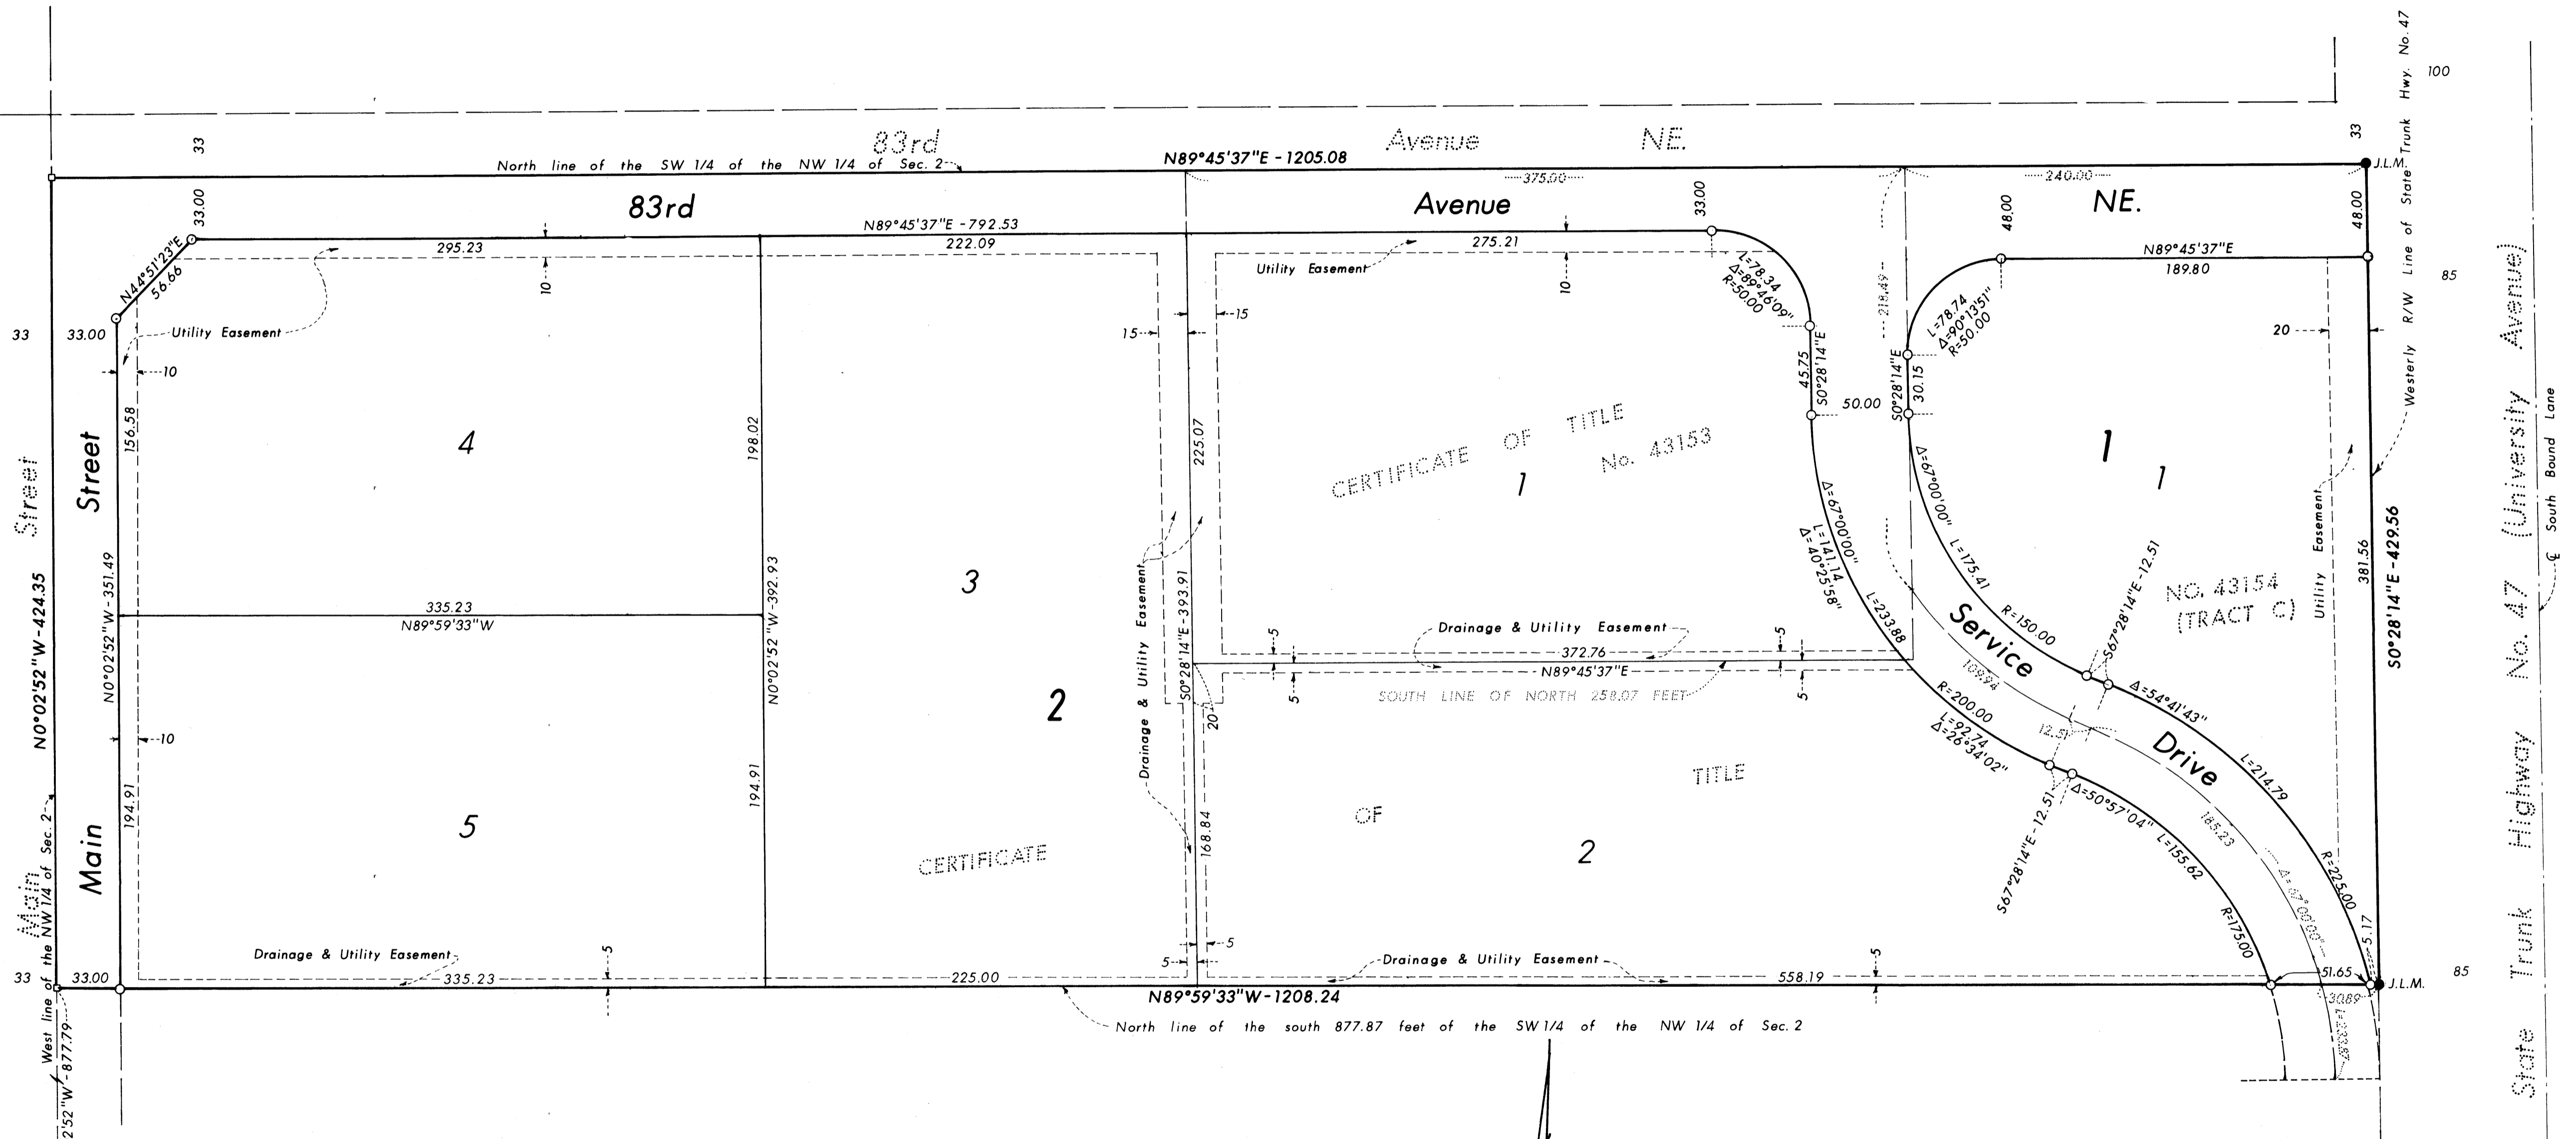 Westerly R/W Line of State Trunk Hwy. No. 47
100
33
83rd Avenue NE.
33
North line of the SW 1/4 of the NW 1/4 of Sec. 2
N89°45'37"E - 1205.08
J.L.M.
375.00
240.00
33.00
83rd Avenue NE.
33.00
48.00
48.00
N89°45'37"E - 792.53
295.23
222.09
275.21
N89°45'37"E
189.80
N44°51'23"E
56.66
10
Utility Easement
10
L=78.34
Δ=89°46'09"
R=50.00
218.49
L=78.74
Δ=90°13'51"
R=50.00
85
20
33
33.00
Utility Easement
15
15
10
45.75
S0°28'14"E
50.00
S0°28'14"E
30.15
156.58
198.02
225.07
4
CERTIFICATE OF TITLE
No. 43153
1
1
1
Street
Street
Δ=67°00'00"
L=141.14
Δ=40°25'58"
L=233.88
Δ=67°00'00"
L=175.41
R=150.00
S67°28'14"E - 12.51
Utility Easement
381.56
S0°28'14"E - 429.56
NO. 43154
(TRACT C)
State Trunk Highway No. 47 (University Avenue)
℄ South Bound Lane
N0°02'52"W - 424.35
N0°02'52"W - 351.49
335.23
N89°59'33"W
N0°02'52"W - 392.93
3
2
Drainage & Utility Easement
S0°28'14"E - 393.91
5
Drainage & Utility Easement
5
372.76
N89°45'37"E
5
SOUTH LINE OF NORTH 258.07 FEET
5
20
Service Drive
109.94
R=200.00
L=92.74
Δ=26°34'02"
12.51
Δ=54°41'43"
L=214.79
R=225.00
10
194.91
194.91
168.84
5
CERTIFICATE OF TITLE
2
S67°28'14"E - 12.51
Δ=50°57'04"
L=155.62
R=175.00
185.23
Δ=67°00'00"
5.17
Main
Main
West line of the NW 1/4 of Sec. 2
33
33.00
Drainage & Utility Easement
5
335.23
225.00
5
5
Drainage & Utility Easement
558.19
5
51.65
85
J.L.M.
30.89
N89°59'33"W - 1208.24
North line of the south 877.87 feet of the SW 1/4 of the NW 1/4 of Sec. 2
2'52"W - 877.79